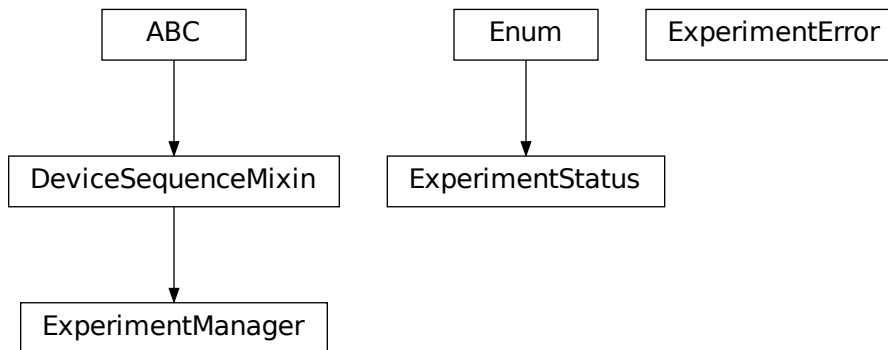 ABC
Enum
ExperimentError
DeviceSequenceMixin
ExperimentStatus
ExperimentManager